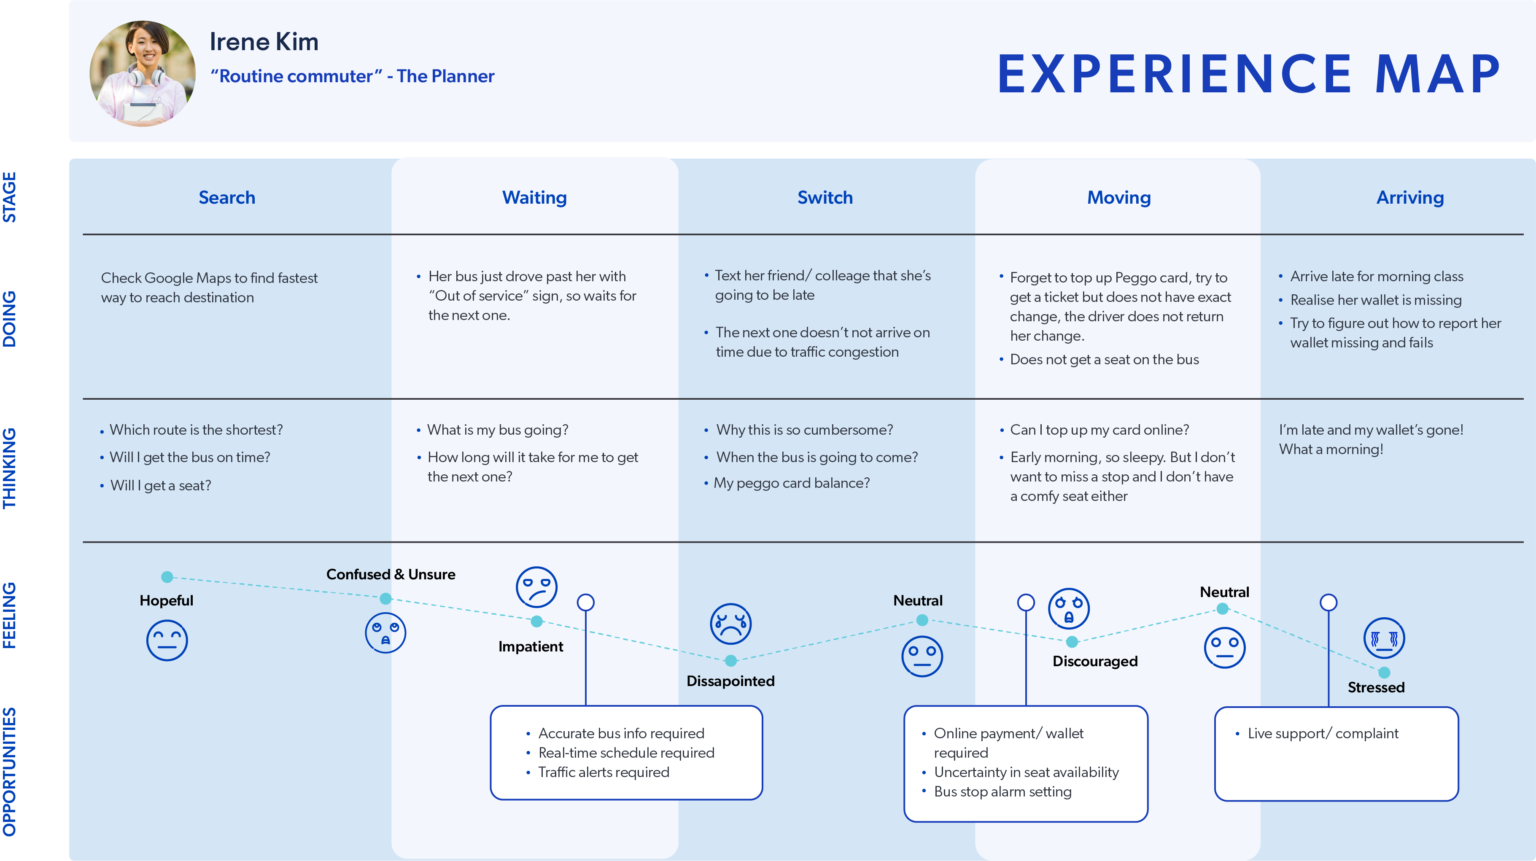 Irene Kim
“Routine commuter” - The Planner
EXPERIENCE MAP
STAGE
Search
Waiting
Switch
Moving
Arriving
DOING
Check Google Maps to find fastest
way to reach destination
• Her bus just drove past her with
“Out of service” sign, so waits for
the next one.
• Text her friend/ colleage that she’s
going to be late
• The next one doesn’t not arrive on
time due to traffic congestion
• Forget to top up Peggo card, try to
get a ticket but does not have exact
change, the driver does not return
her change.
• Does not get a seat on the bus
• Arrive late for morning class
• Realise her wallet is missing
• Try to figure out how to report her
wallet missing and fails
THINKING
• Which route is the shortest?
• Will I get the bus on time?
• Will I get a seat?
• What is my bus going?
• How long will it take for me to get
the next one?
• Why this is so cumbersome?
• When the bus is going to come?
• My peggo card balance?
• Can I top up my card online?
• Early morning, so sleepy. But I don’t
want to miss a stop and I don’t have
a comfy seat either
I’m late and my wallet’s gone!
What a morning!
FEELING
Hopeful
Confused & Unsure
Impatient
Dissapointed
Neutral
Discouraged
Neutral
Stressed
OPPORTUNITIES
• Accurate bus info required
• Real-time schedule required
• Traffic alerts required
• Online payment/ wallet
required
• Uncertainty in seat availability
• Bus stop alarm setting
• Live support/ complaint